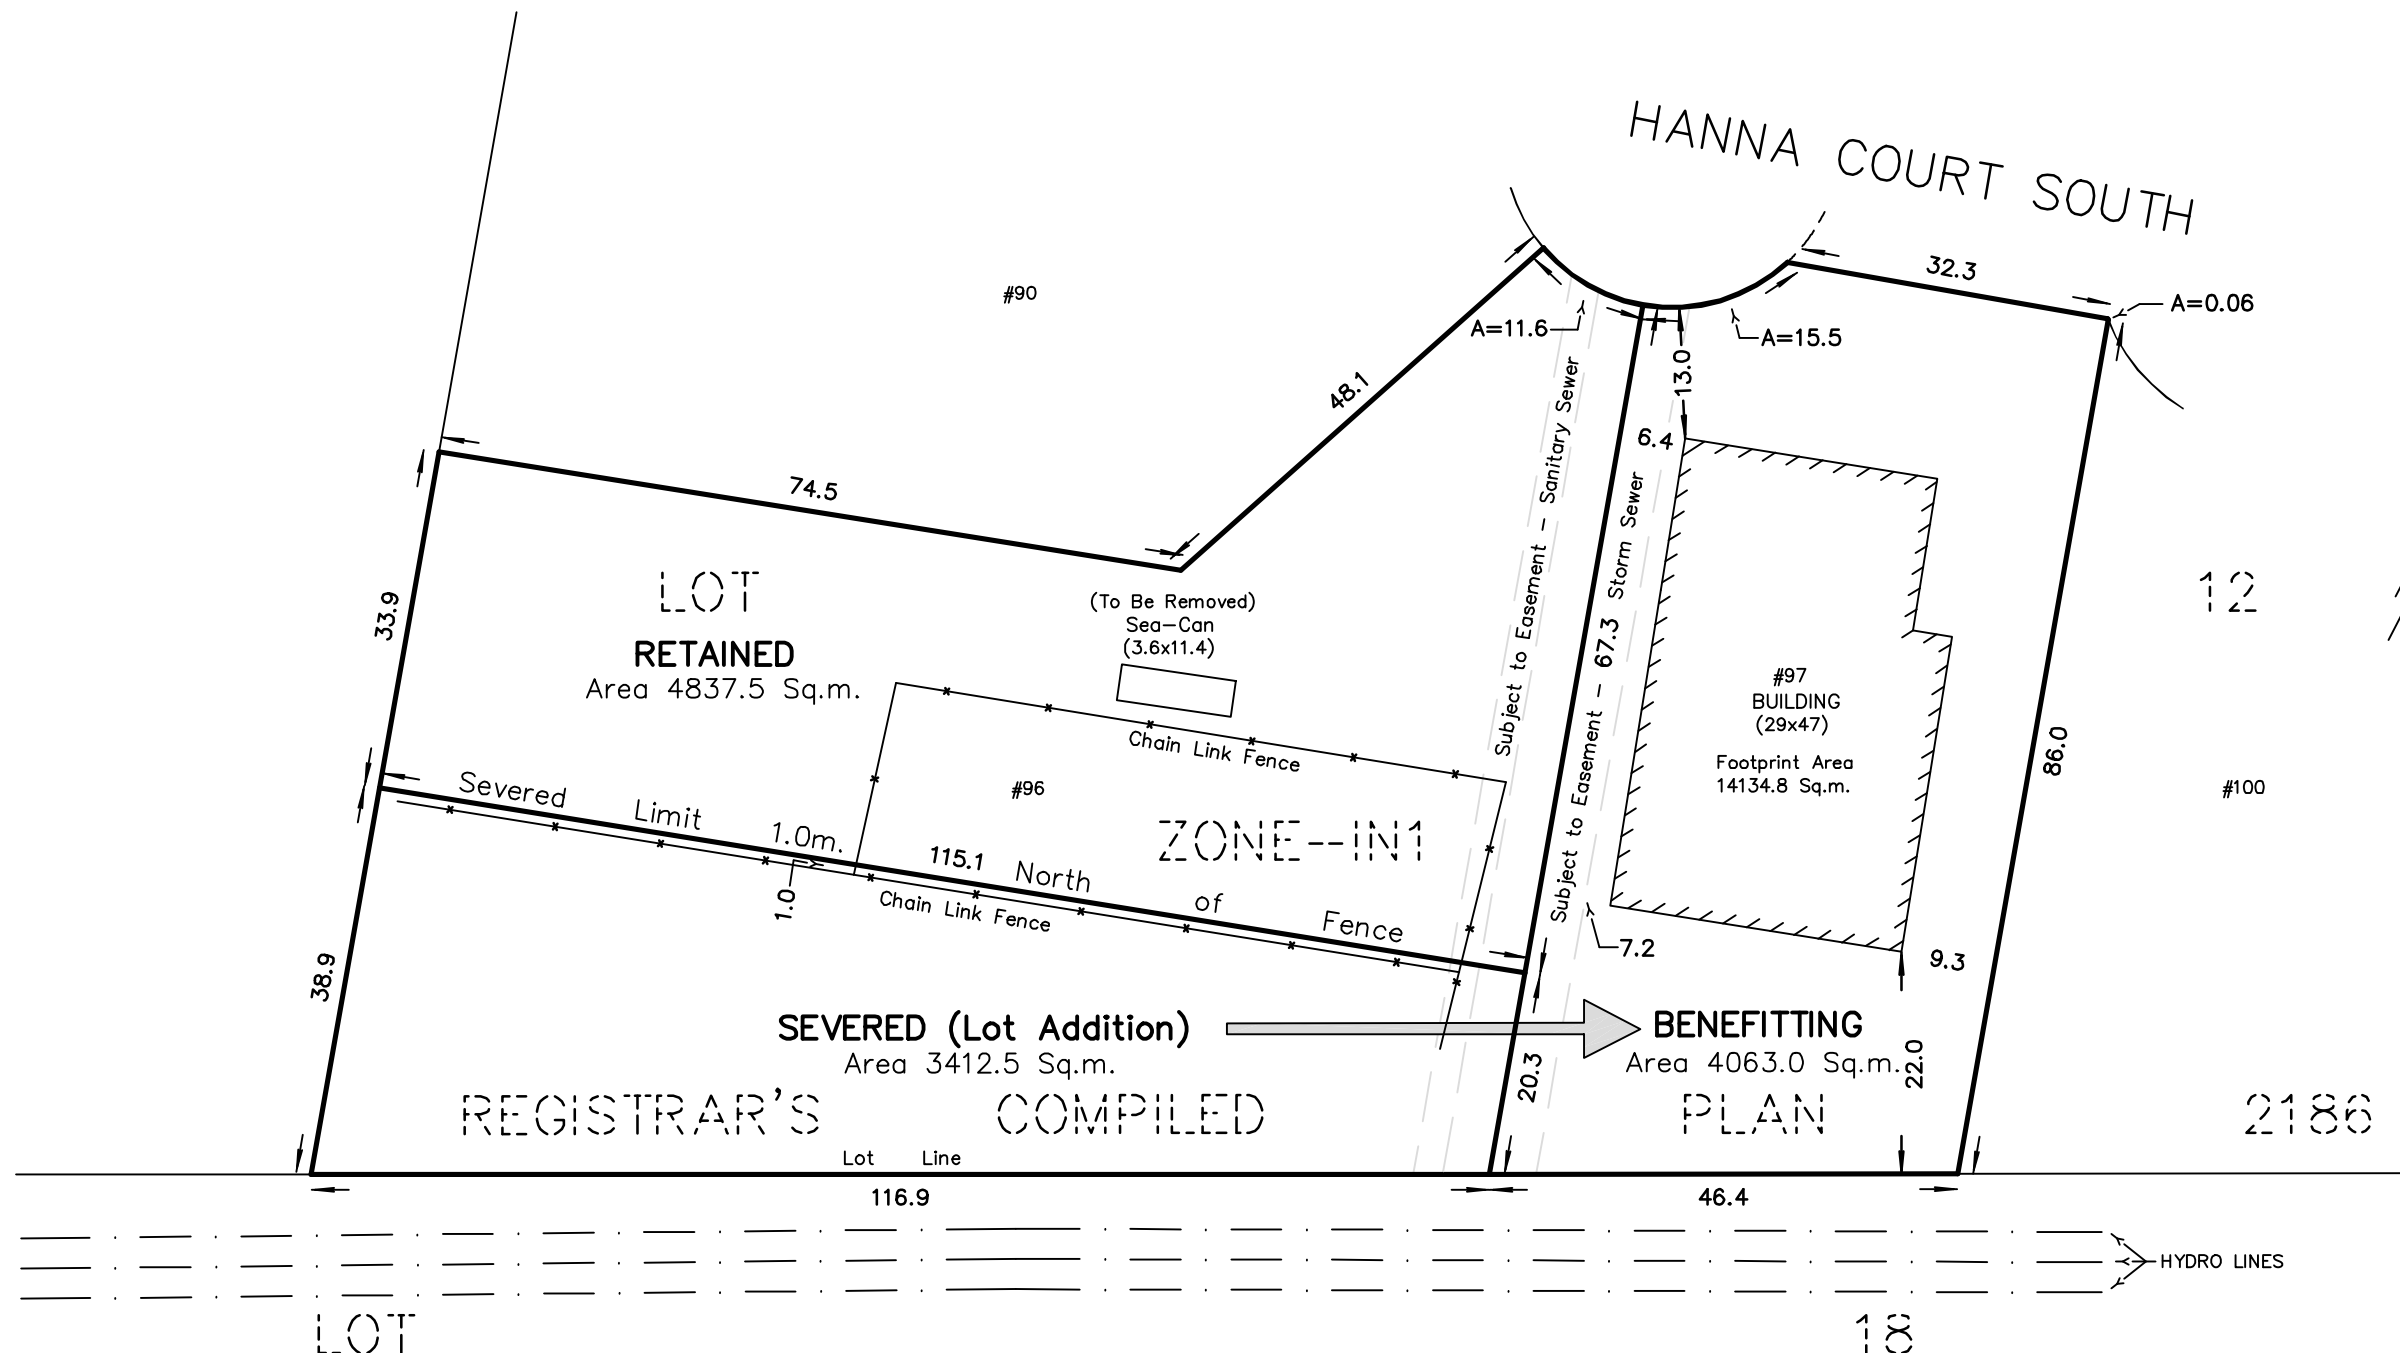 HANNA COURT SOUTH
#90
32.3
A=0.06
A=11.6
A=15.5
13.0
48.1
6.4
74.5
Subject to Easement - Sanitary Sewer
Subject to Easement - 67.3 Storm Sewer
33.9
LOT
RETAINED
Area 4837.5 Sq.m.
(To Be Removed)
Sea-Can
(3.6x11.4)
12
#97
BUILDING
(29x47)
Footprint Area
14134.8 Sq.m.
86.0
#100
Chain Link Fence
#96
ZONE--IN1
Severed Limit 1.0m. North of Fence
115.1
1.0
Chain Link Fence
7.2
9.3
38.9
SEVERED (Lot Addition)
Area 3412.5 Sq.m.
BENEFITTING
Area 4063.0 Sq.m.
20.3
22.0
REGISTRAR'S COMPILED PLAN 2186
Lot Line
116.9
46.4
HYDRO LINES
LOT 18